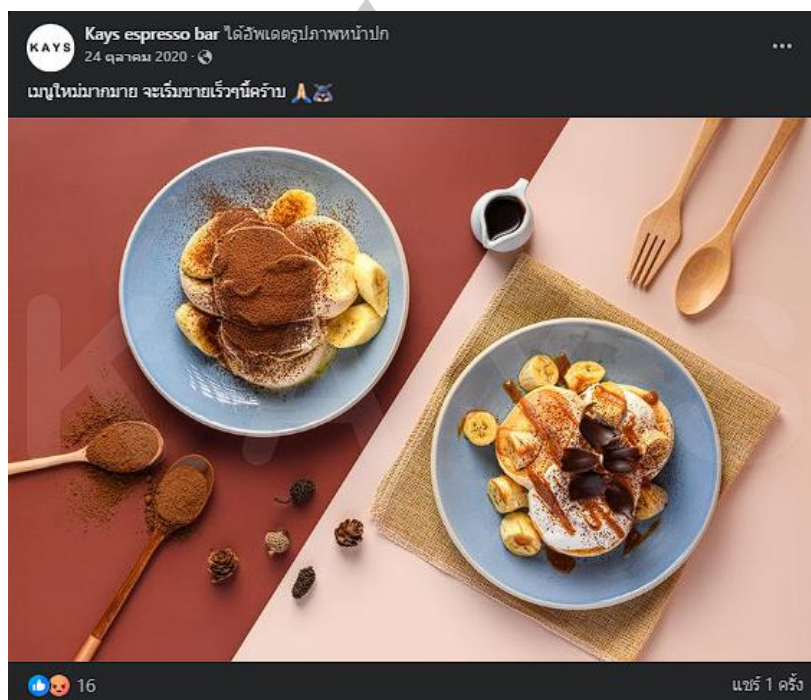 KAYS
Kays espresso bar ได้อัพเดตรูปภาพหน้าปก
24 ตุลาคม 2020 ·
เมนูใหม่มากมาย จะเริ่มขายเร็วๆนี้คร้าบ
KAYS
16
แชร์ 1 ครั้ง